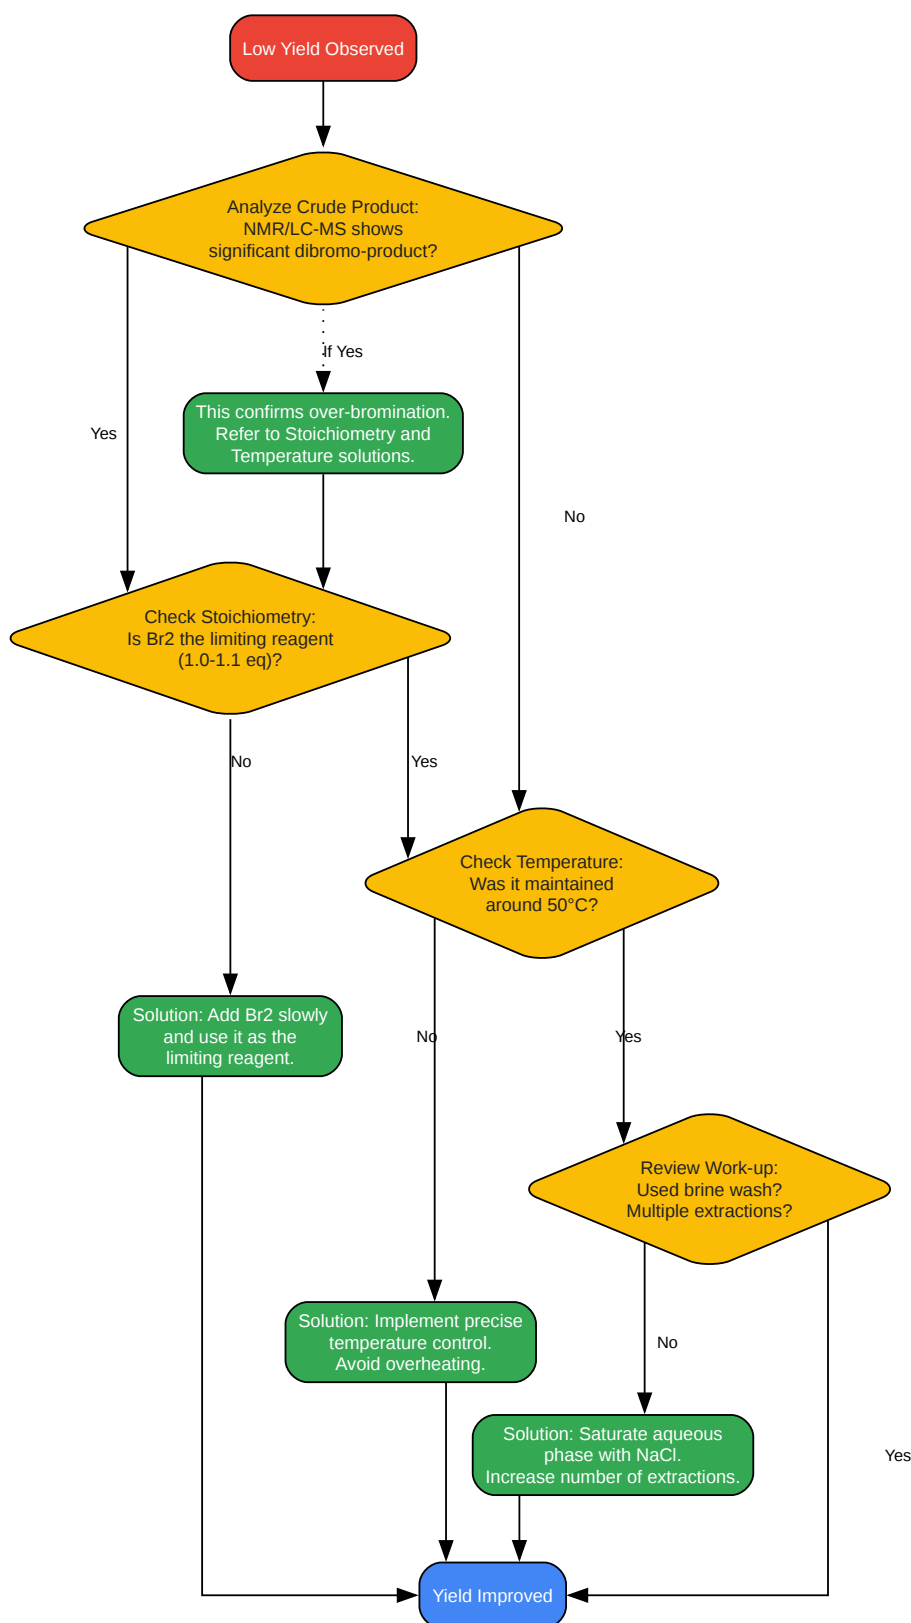 Low Yield Observed
Analyze Crude Product:
NMR/LC-MS shows
significant dibromo-product?
If Yes
This confirms over-bromination.
Refer to Stoichiometry and
Temperature solutions.
Yes
No
Check Stoichiometry:
Is Br2 the limiting reagent
(1.0-1.1 eq)?
No
Yes
Check Temperature:
Was it maintained
around 50°C?
Solution: Add Br2 slowly
and use it as the
limiting reagent.
No
Yes
Review Work-up:
Used brine wash?
Multiple extractions?
Solution: Implement precise
temperature control.
Avoid overheating.
No
Solution: Saturate aqueous
phase with NaCl.
Increase number of extractions.
Yes
Yield Improved